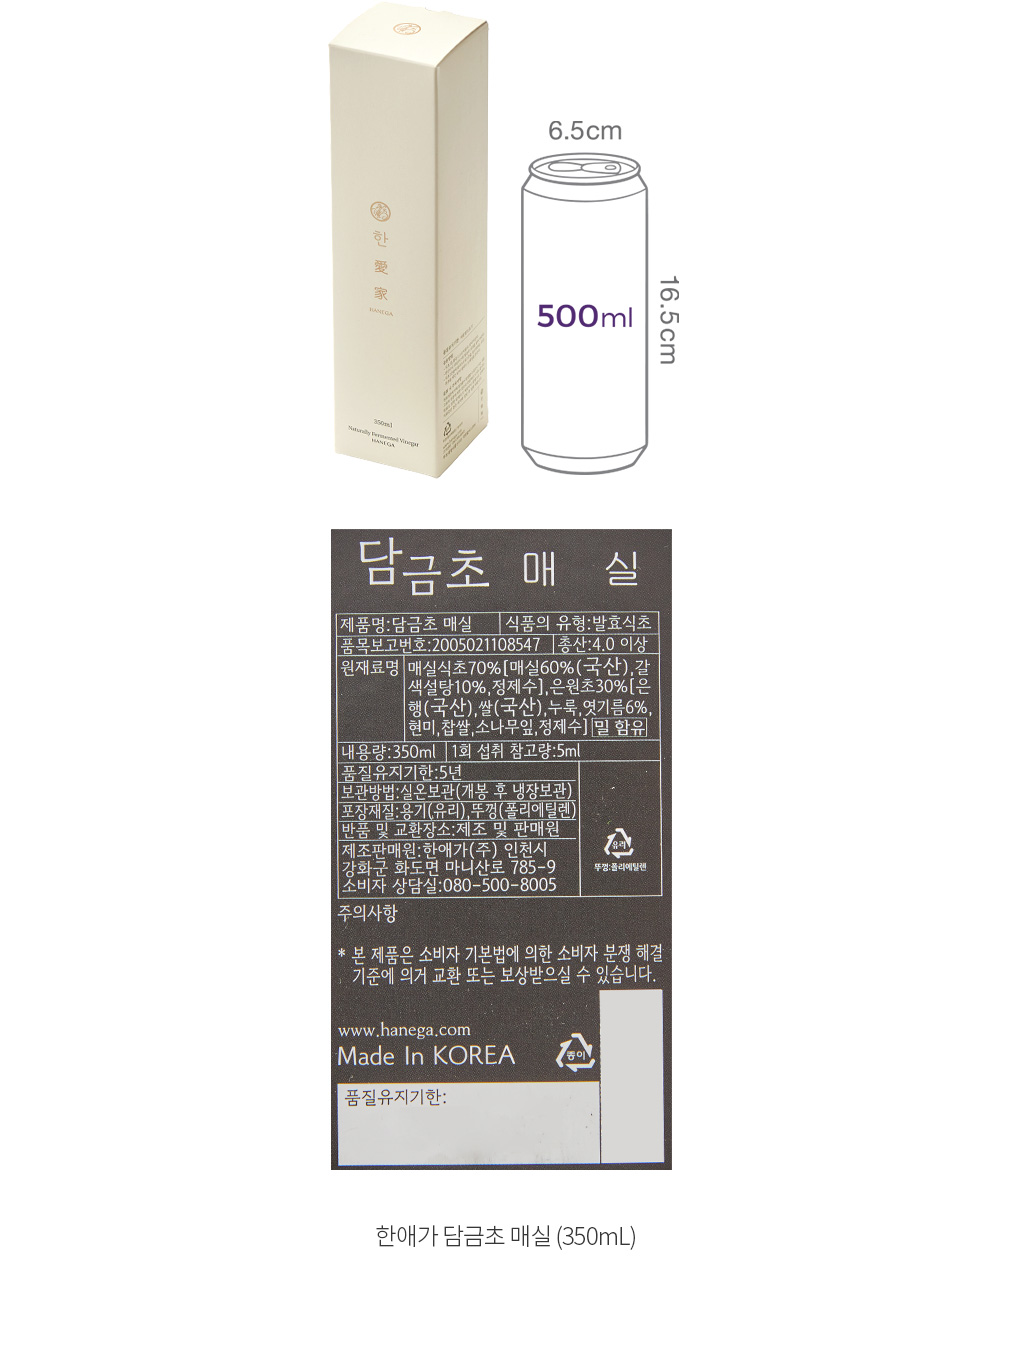 6.5cm
500ml
16.5cm
한
愛
家
HANEGA
350ml
Naturally Fermented Vinegar
HANEGA
담금초 매 실
제품명:담금초 매실 식품의 유형:발효식초
품목보고번호:2005021108547 총산:4.0 이상
원재료명 매실식초70%[매실60%(국산),갈
색설탕10%,정제수],은원초30%[은
행(국산),쌀(국산),누룩,엿기름6%,
현미,찹쌀,소나무잎,정제수] 밀 함유
내용량:350ml 1회 섭취 참고량:5ml
품질유지기한:5년
보관방법:실온보관(개봉 후 냉장보관)
포장재질:용기(유리),뚜껑(폴리에틸렌)
반품 및 교환장소:제조 및 판매원
제조판매원:한애가(주) 인천시
강화군 화도면 마니산로 785-9
소비자 상담실:080-500-8005
유리
뚜껑:폴리에틸렌
주의사항
* 본 제품은 소비자 기본법에 의한 소비자 분쟁 해결
기준에 의거 교환 또는 보상받으실 수 있습니다.
www.hanega.com
Made In KOREA
종이
품질유지기한:
한애가 담금초 매실 (350mL)